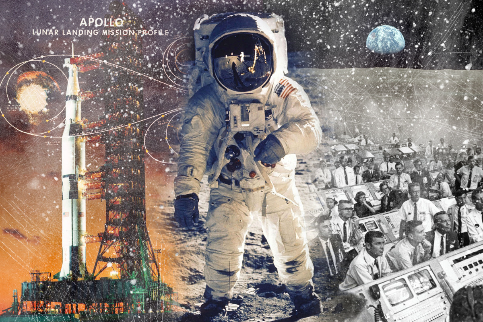 APOLLO
LUNAR LANDING MISSION PROFILE